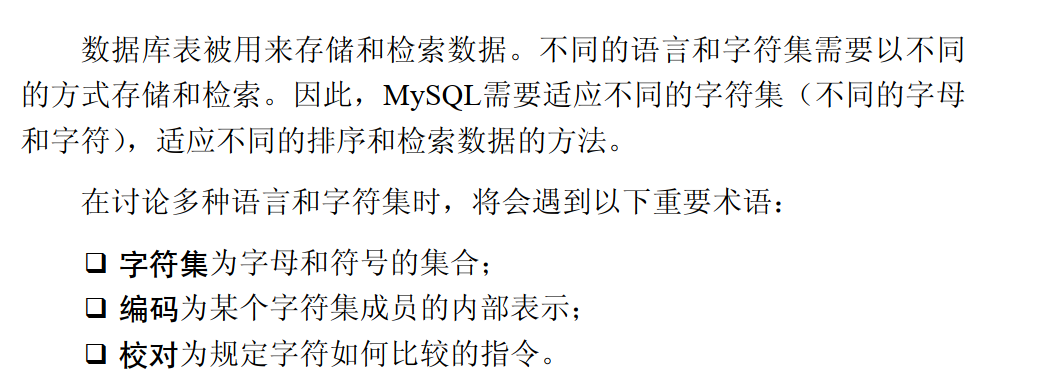 数据库表被用来存储和检索数据。不同的语言和字符集需要以不同
的方式存储和检索。因此，MySQL需要适应不同的字符集（不同的字母
和字符），适应不同的排序和检索数据的方法。
在讨论多种语言和字符集时，将会遇到以下重要术语：
❑ 字符集为字母和符号的集合；
❑ 编码为某个字符集成员的内部表示；
❑ 校对为规定字符如何比较的指令。